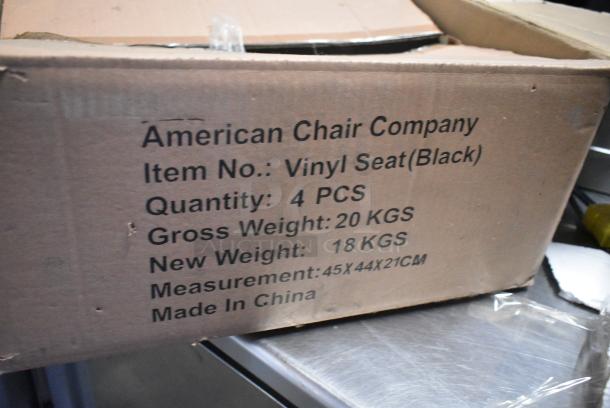 American Chair Company
Item No.: Vinyl Seat(Black)
Quantity: 4 PCS
Gross Weight: 20 KGS
New Weight: 18 KGS
Measurement: 45X44X21CM
Made In China